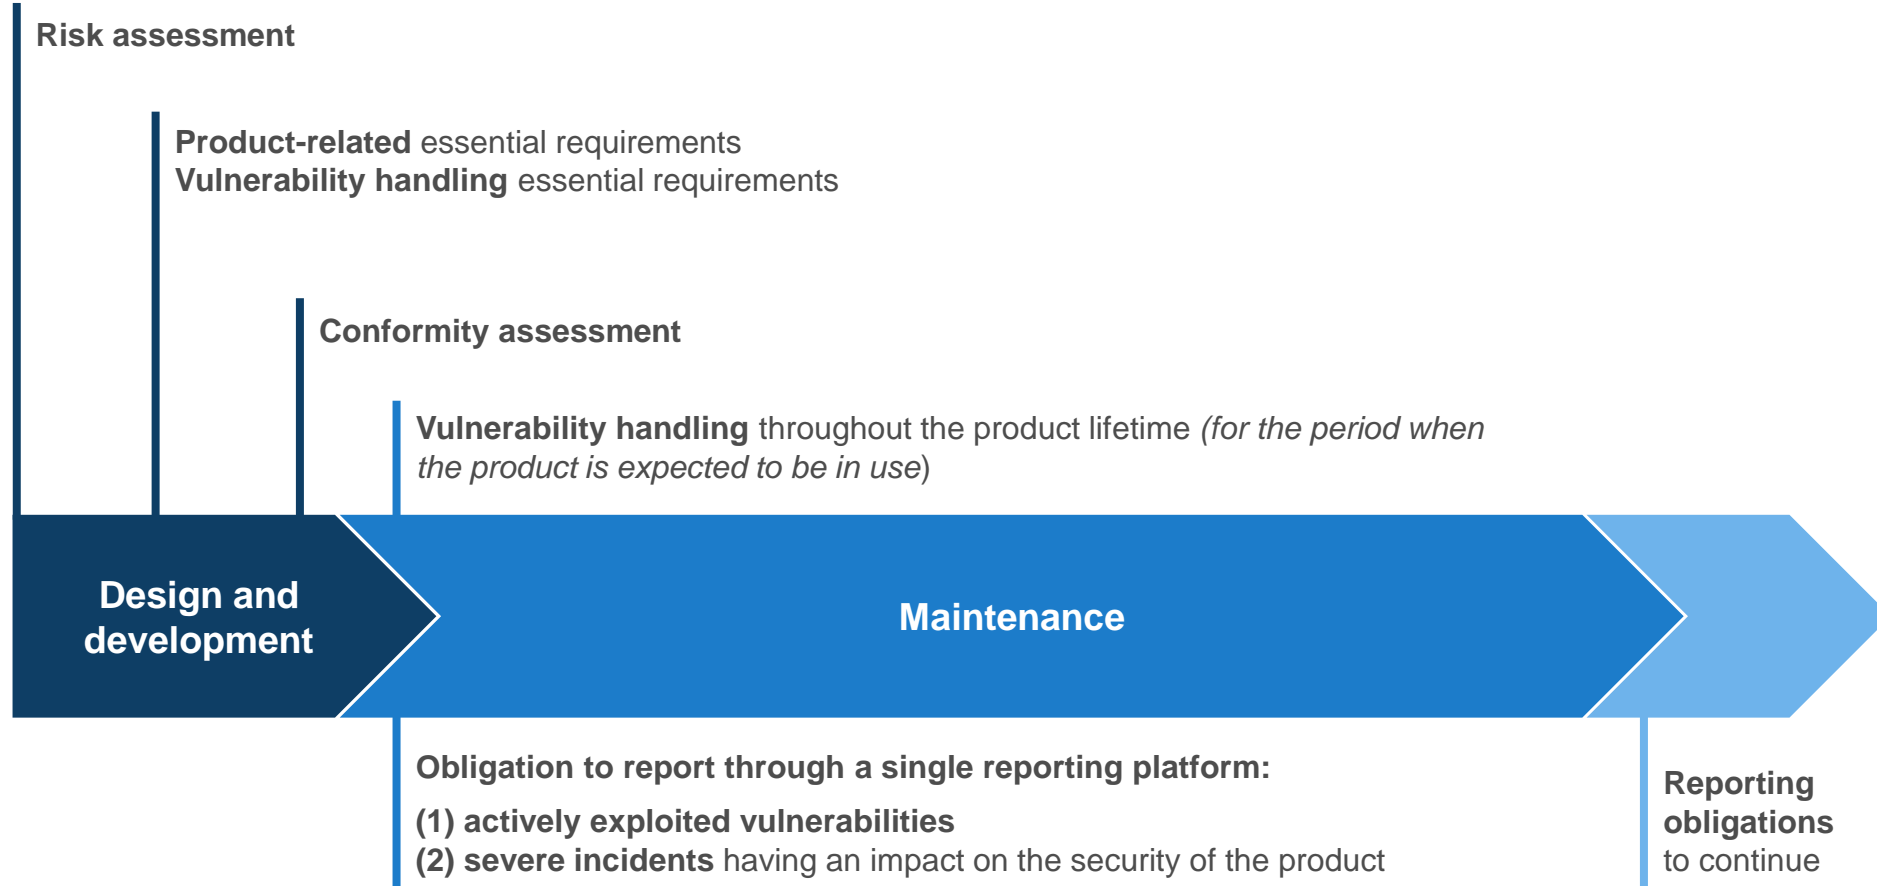 Risk assessment
Product-related essential requirements
Vulnerability handling essential requirements
Conformity assessment
Vulnerability handling throughout the product lifetime (for the period when
the product is expected to be in use)
Design and
development
Maintenance
Obligation to report through a single reporting platform:
(1) actively exploited vulnerabilities
(2) severe incidents having an impact on the security of the product
Reporting
obligations
to continue